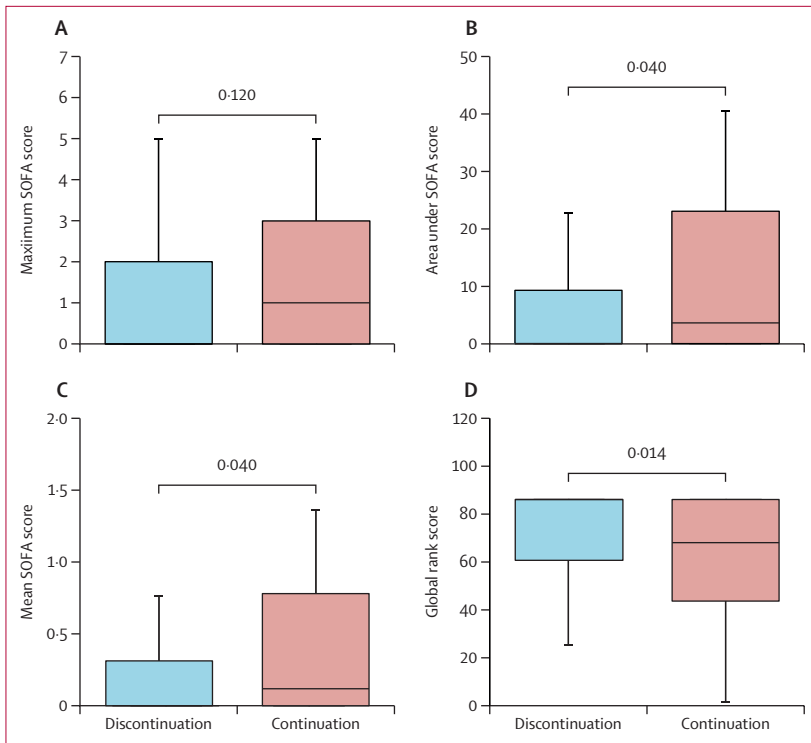 A
Maxiimum SOFA score
7
6
5
4
3
2
1
0
0·120
B
Area under SOFA score
50
40
30
20
10
0
0·040
C
Mean SOFA score
2·0
1·5
1·0
0·5
0
0·040
Discontinuation
Continuation
D
Global rank score
120
100
80
60
40
20
0
0·014
Discontinuation
Continuation